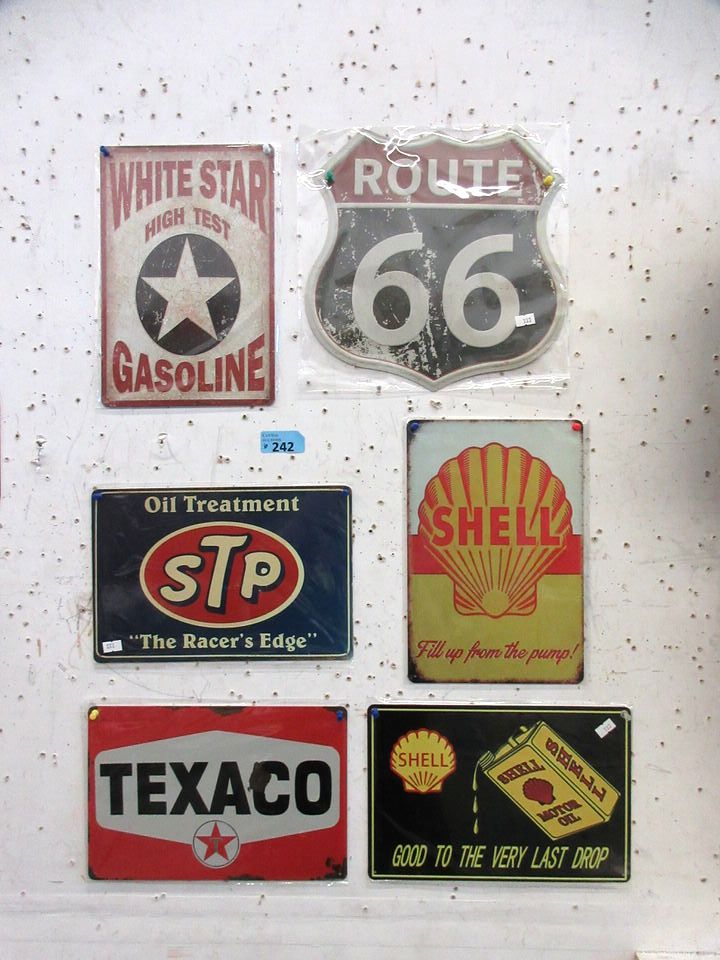 WHITE STAR
HIGH TEST
GASOLINE
ROUTE
66
242
Oil Treatment
STP
"The Racer's Edge"
SHELL
Fill up from the pump!
TEXACO
T
SHELL
SHELL
MOTOR
OIL
SHELL
GOOD TO THE VERY LAST DROP